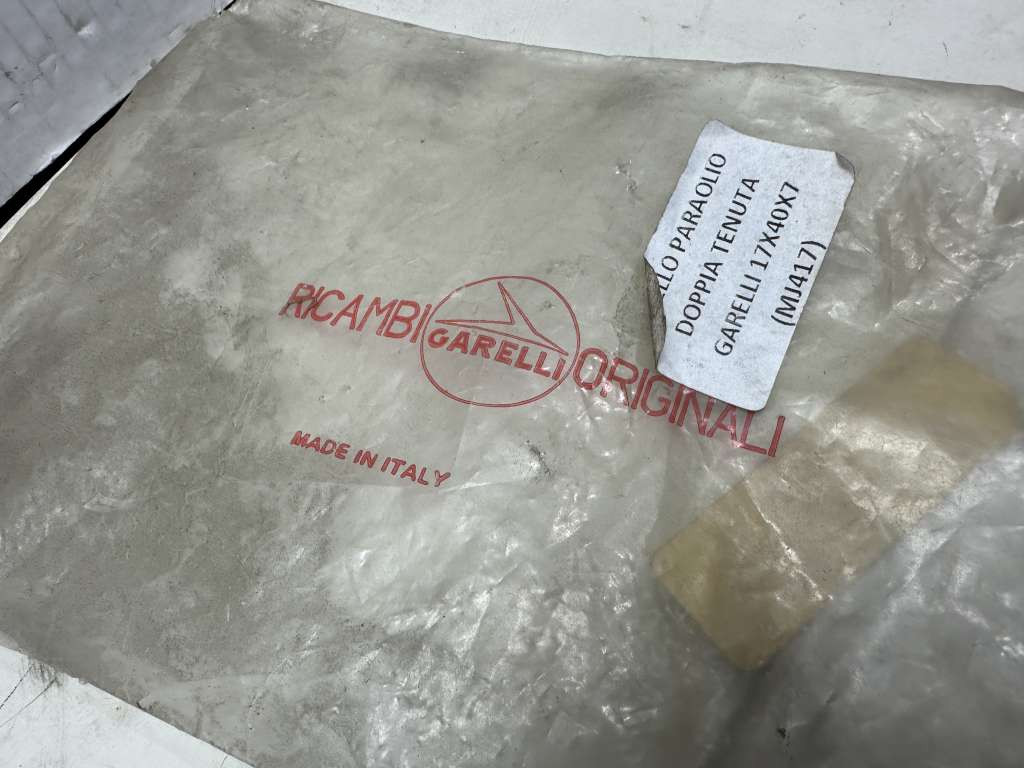 RICAMBI GARELLI ORIGINALI
MADE IN ITALY
LLO PARAOLIO
DOPPIA TENUTA
GARELLI 17X40X7
(MJ417)